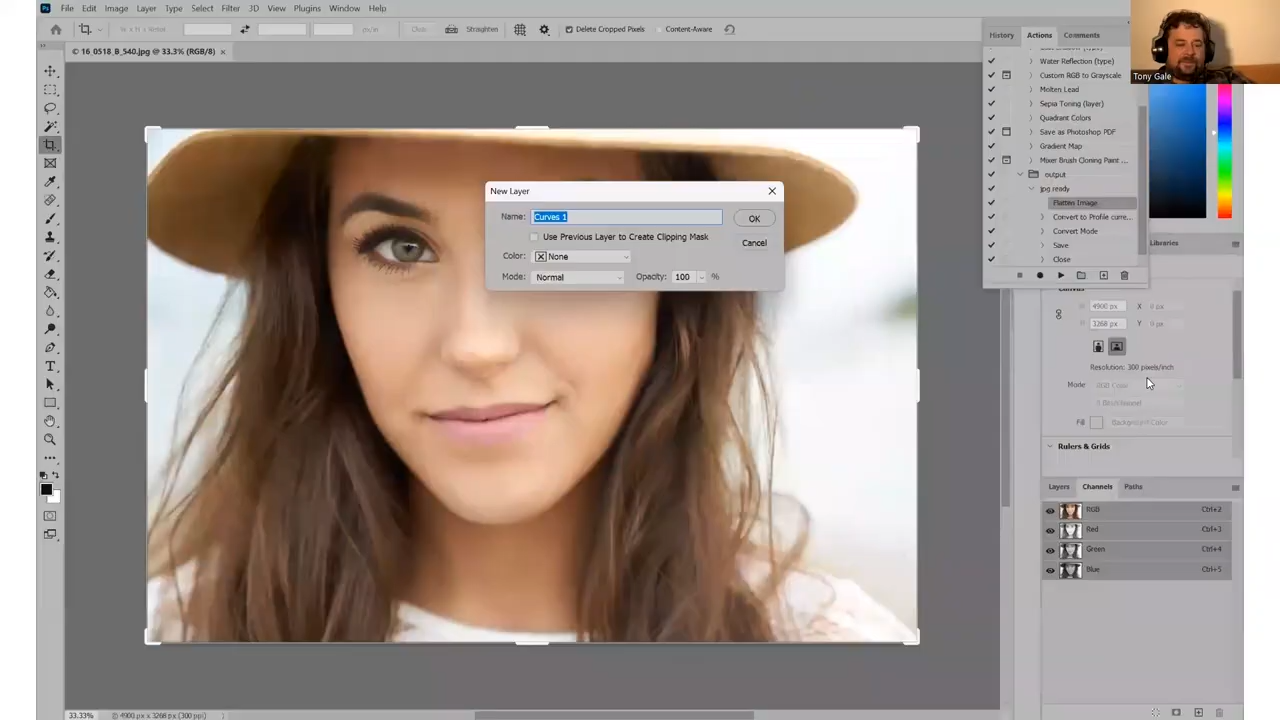 Ps File Edit Image Layer Type Select Filter 3D View Plugins Window Help
Clear Straighten Delete Cropped Pixels Content-Aware
© 16_0518_B_540.jpg @ 33.3% (RGB/8) ×
History Actions Comments
Water Reflection (type)
Custom RGB to Grayscale
Molten Lead
Sepia Toning (layer)
Quadrant Colors
Save as Photoshop PDF
Gradient Map
Mixer Brush Cloning Paint ...
output
jpg ready
Flatten Image
Convert to Profile curre...
Convert Mode
Save
Close
Tony Gale
New Layer
Name: Curves 1
OK
Use Previous Layer to Create Clipping Mask
Cancel
Color: None
Mode: Normal Opacity: 100 %
Libraries
Canvas
W 4900 px X 0 px
H 3268 px Y 0 px
Resolution: 300 pixels/inch
Mode RGB Color
8 Bits/Channel
Fill Background Color
Rulers & Grids
Layers Channels Paths
RGB Ctrl+2
Red Ctrl+3
Green Ctrl+4
Blue Ctrl+5
33.33% 4900 px x 3268 px (300 ppi)